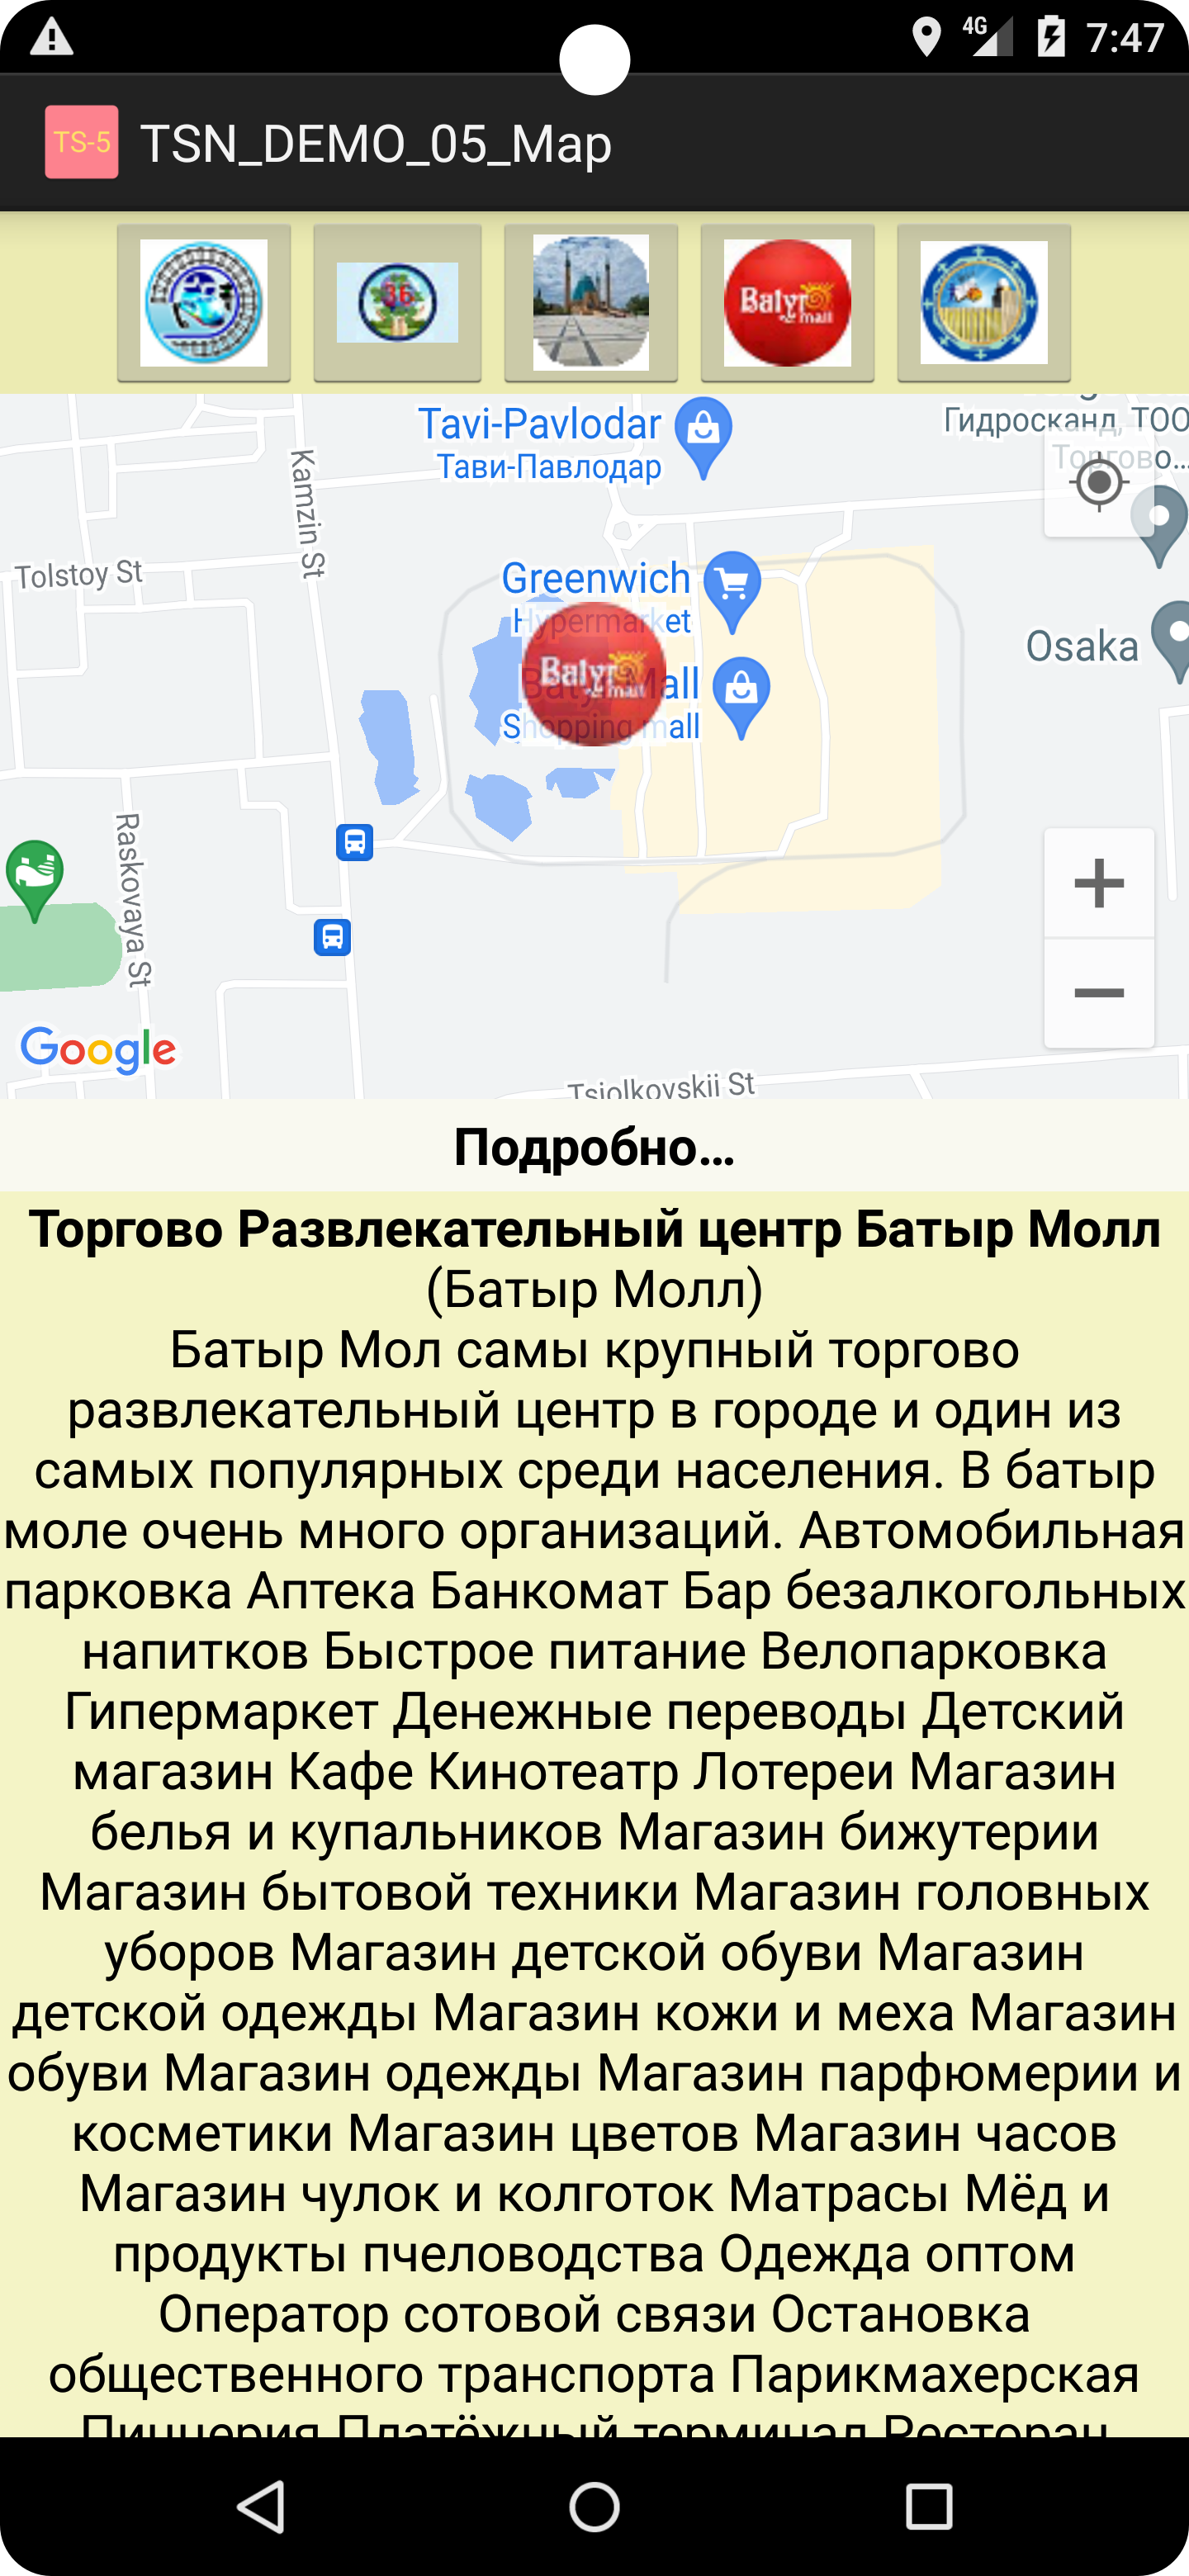 4G 7:47
TS-5 TSN_DEMO_05_Map
36
Batyr mall
Tavi-Pavlodar
Тави-Павлодар
Гидросканд, ТОО
Торгово...
Kamzin St
Tolstoy St
Greenwich
Hypermarket
Batyr mall
Batyr Mall
Shopping mall
Osaka
Raskovaya St
Google
Tsiolkovskii St
Подробно...
Торгово Развлекательный центр Батыр Молл
(Батыр Молл)
Батыр Мол самы крупный торгово
развлекательный центр в городе и один из
самых популярных среди населения. В батыр
моле очень много организаций. Автомобильная
парковка Аптека Банкомат Бар безалкогольных
напитков Быстрое питание Велопарковка
Гипермаркет Денежные переводы Детский
магазин Кафе Кинотеатр Лотереи Магазин
белья и купальников Магазин бижутерии
Магазин бытовой техники Магазин головных
уборов Магазин детской обуви Магазин
детской одежды Магазин кожи и меха Магазин
обуви Магазин одежды Магазин парфюмерии и
косметики Магазин цветов Магазин часов
Магазин чулок и колготок Матрасы Мёд и
продукты пчеловодства Одежда оптом
Оператор сотовой связи Остановка
общественного транспорта Парикмахерская
Пиццерия Платёжный терминал Ресторан